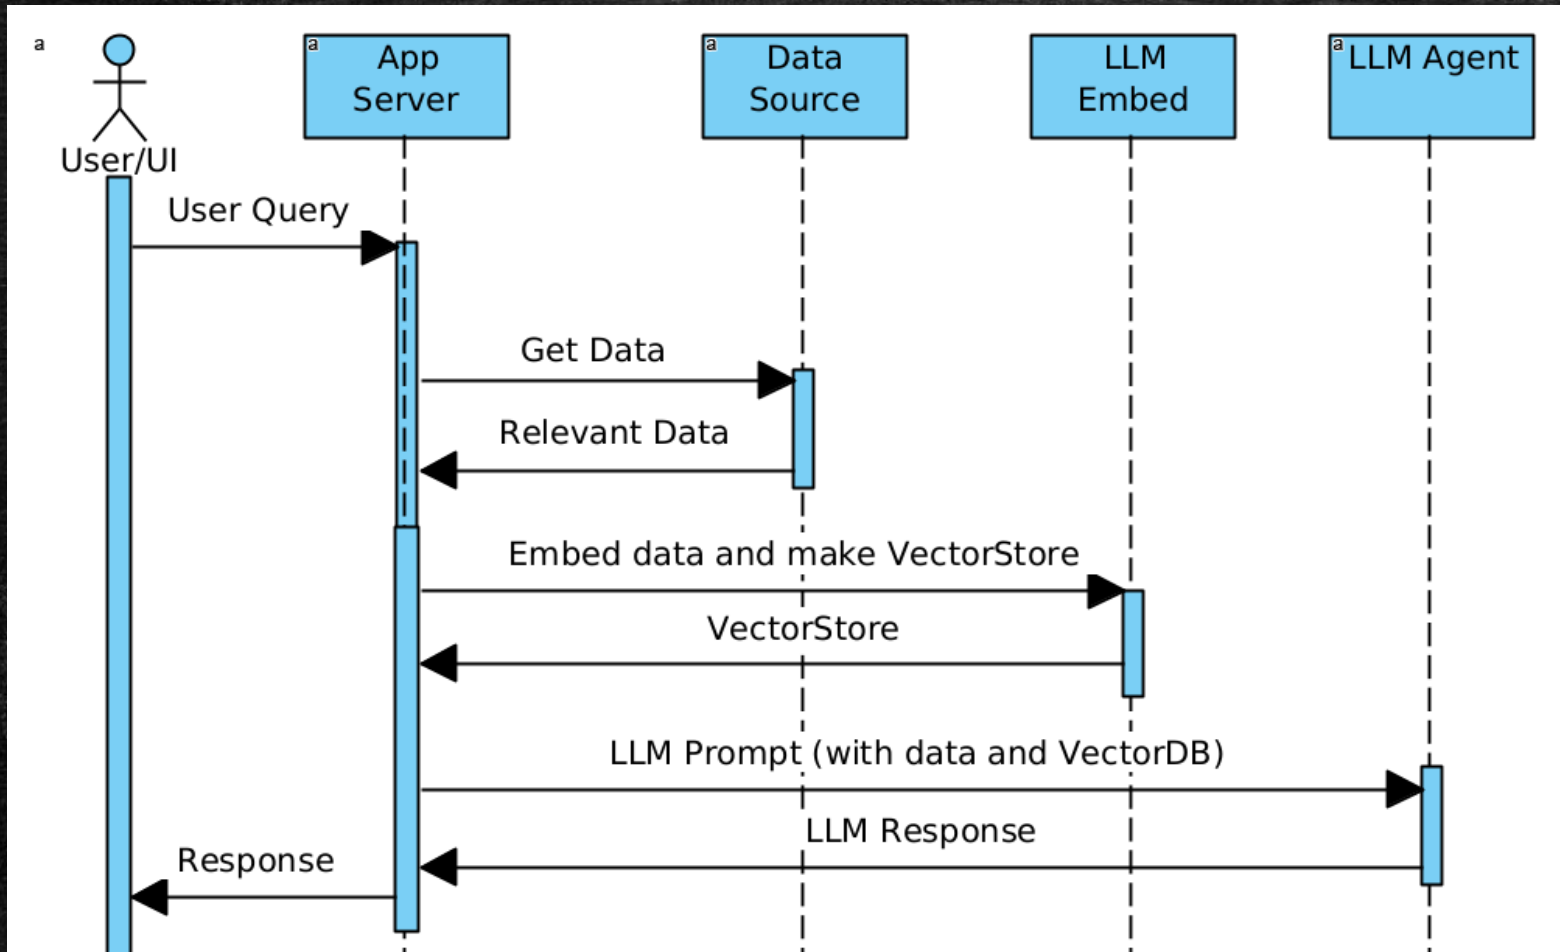 a
a
App
Server
a
Data
Source
LLM
Embed
a
LLM Agent
User/UI
User Query
Get Data
Relevant Data
Embed data and make VectorStore
VectorStore
LLM Prompt (with data and VectorDB)
LLM Response
Response